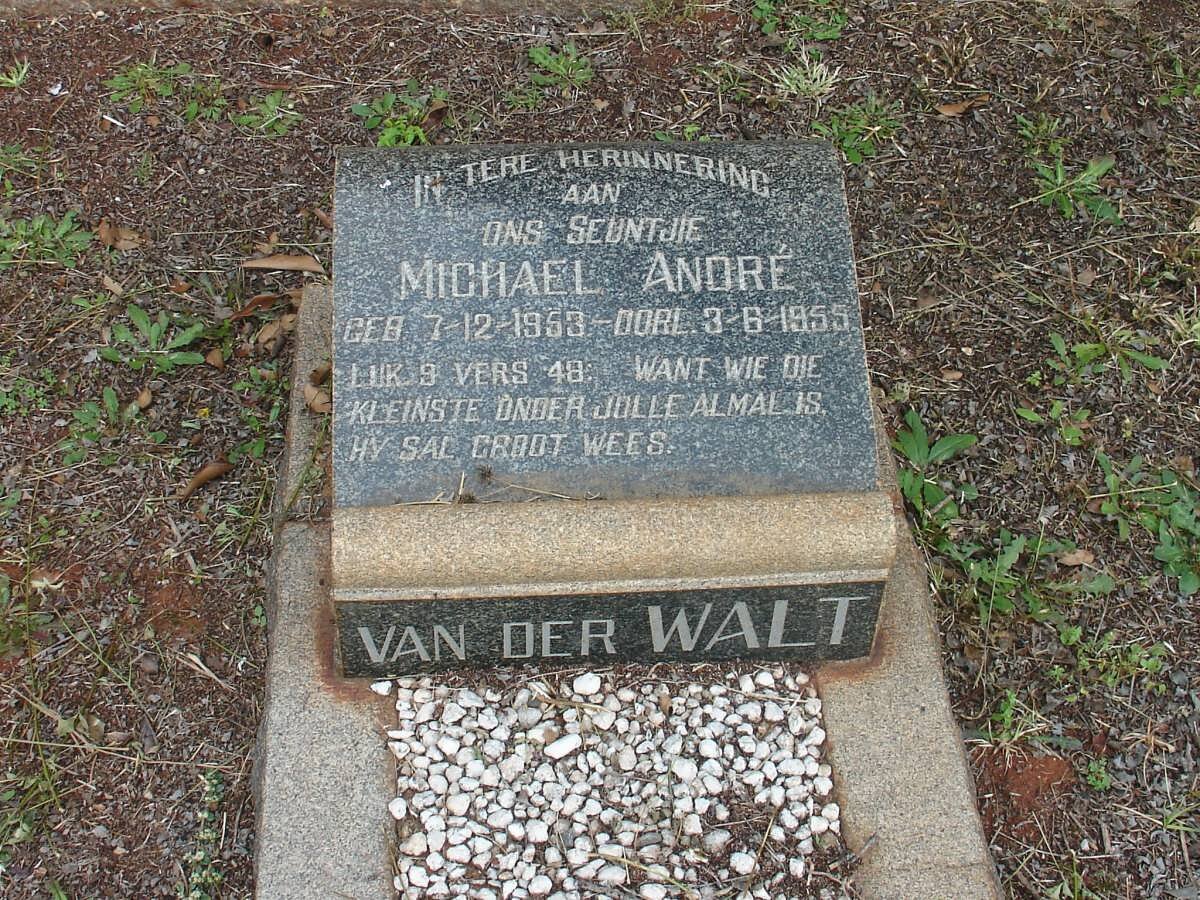 IN TERE HERINNERING
AAN
ONS SEUNTJIE
MICHAEL ANDRÉ
GEB. 7-12-1953 - OORL. 3-6-1955
LUK. 9 VERS 48: WANT WIE DIE
KLEINSTE ONDER JULLE ALMAL IS,
HY SAL GROOT WEES.
VAN DER WALT